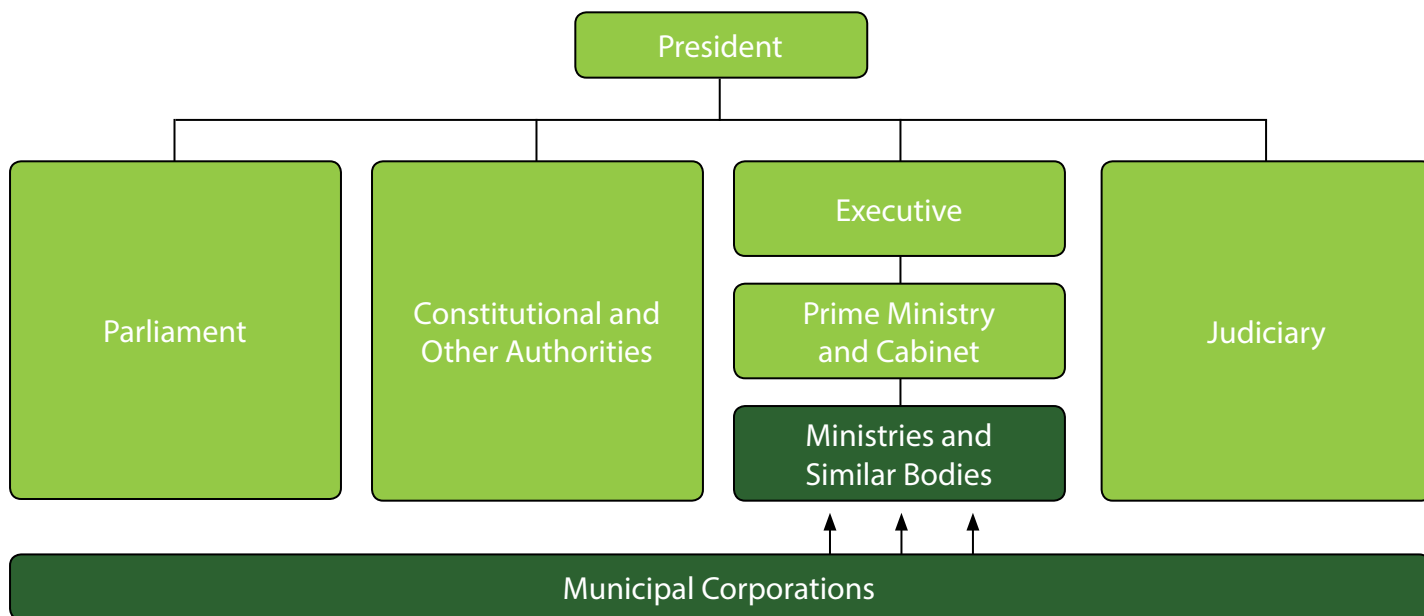 President
Parliament
Constitutional and
Other Authorities
Executive
Prime Ministry
and Cabinet
Ministries and
Similar Bodies
Judiciary
Municipal Corporations